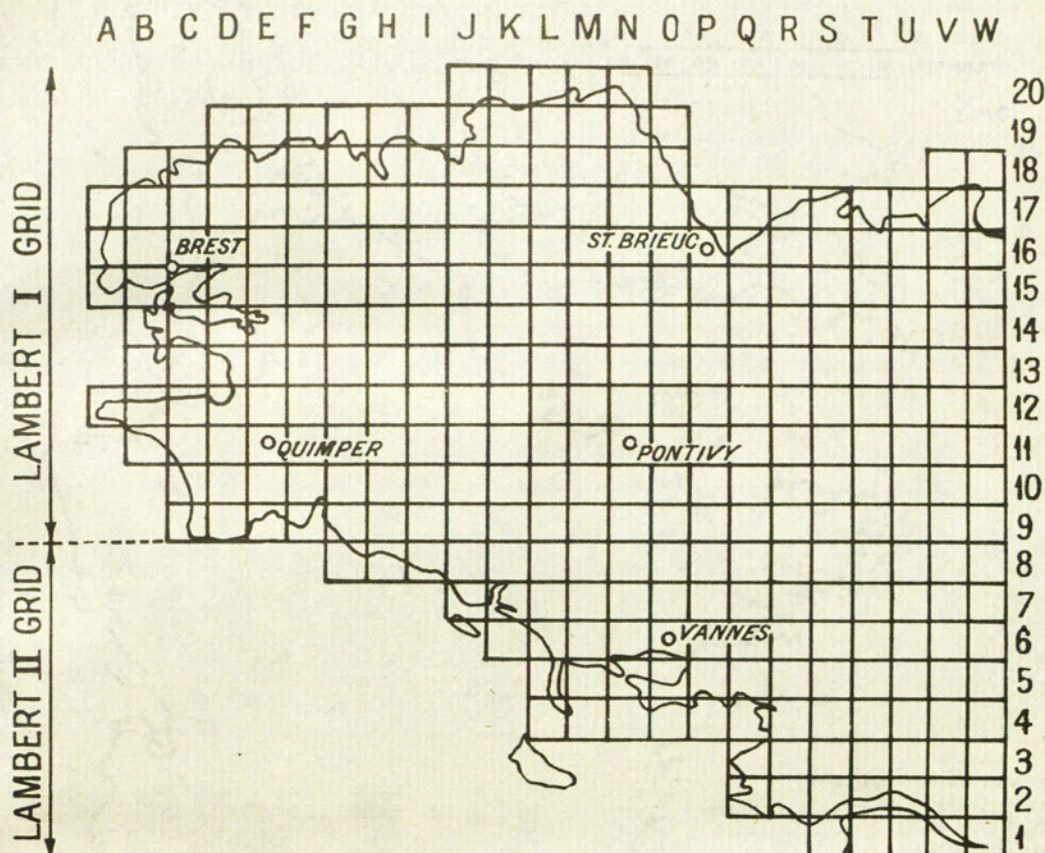 A B C D E F G H I J K L M N O P Q R S T U V W
20
19
18
17
16
15
14
13
12
11
10
9
8
7
6
5
4
3
2
1
LAMBERT I GRID
LAMBERT II GRID
BREST
ST. BRIEUC
QUIMPER
PONTIVY
VANNES